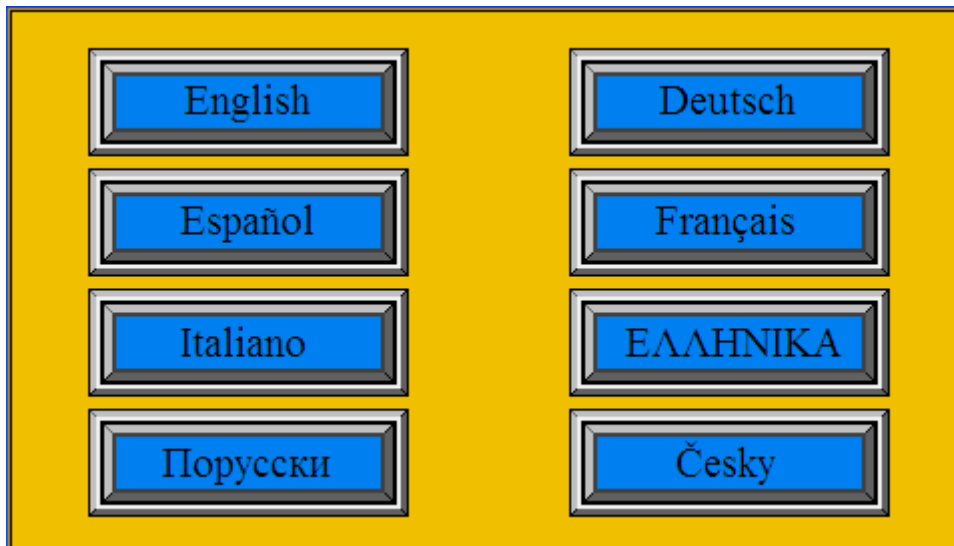 English
Deutsch
Español
Français
Italiano
ΕΛΛΗΝΙΚΑ
Порусски
Česky